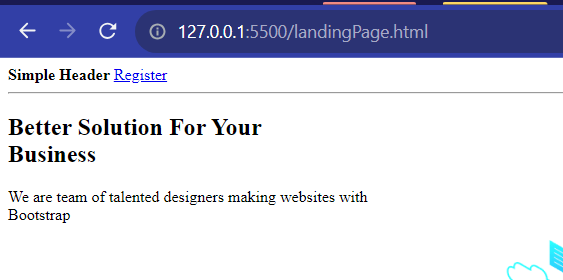 127.0.0.1:5500/landingPage.html
Simple Header Register
Better Solution For Your
Business
We are team of talented designers making websites with
Bootstrap